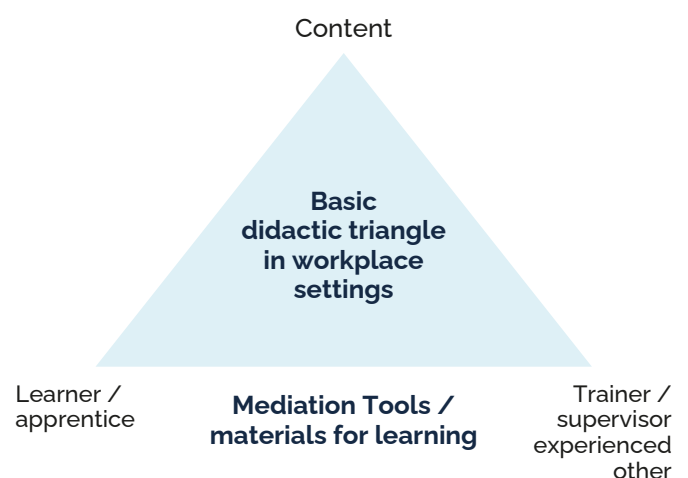 Content
Basic
didactic triangle
in workplace
settings
Learner /
apprentice
Mediation Tools /
materials for learning
Trainer /
supervisor
experienced
other